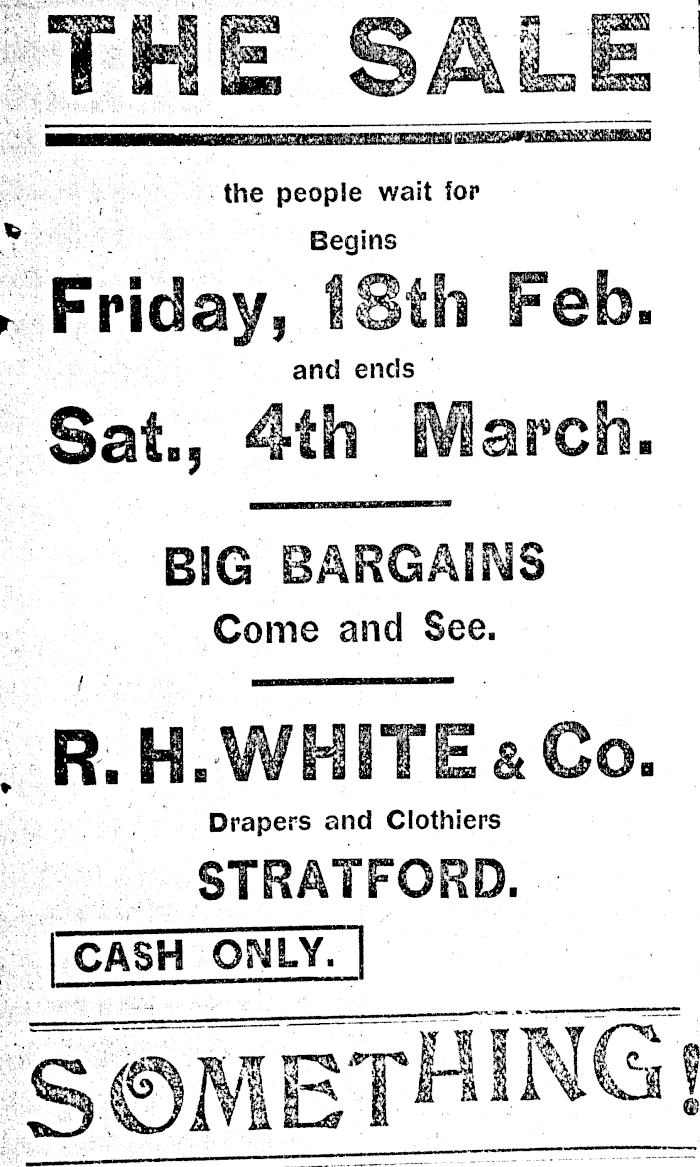 THE SALE
the people wait for
Begins
Friday, 18th Feb.
and ends
Sat., 4th March.
BIG BARGAINS
Come and See.
R. H. WHITE & Co.
Drapers and Clothiers
STRATFORD.
CASH ONLY.
SOMETHING!